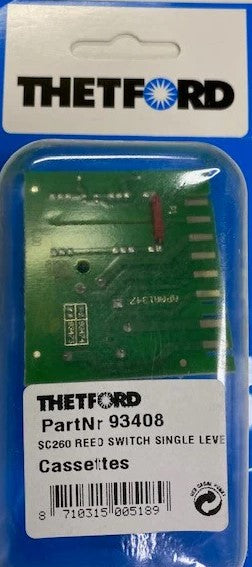 THETFORD
THETFORD
PartNr 93408
SC260 REED SWITCH SINGLE LEVE
Cassettes
8 710315 005189